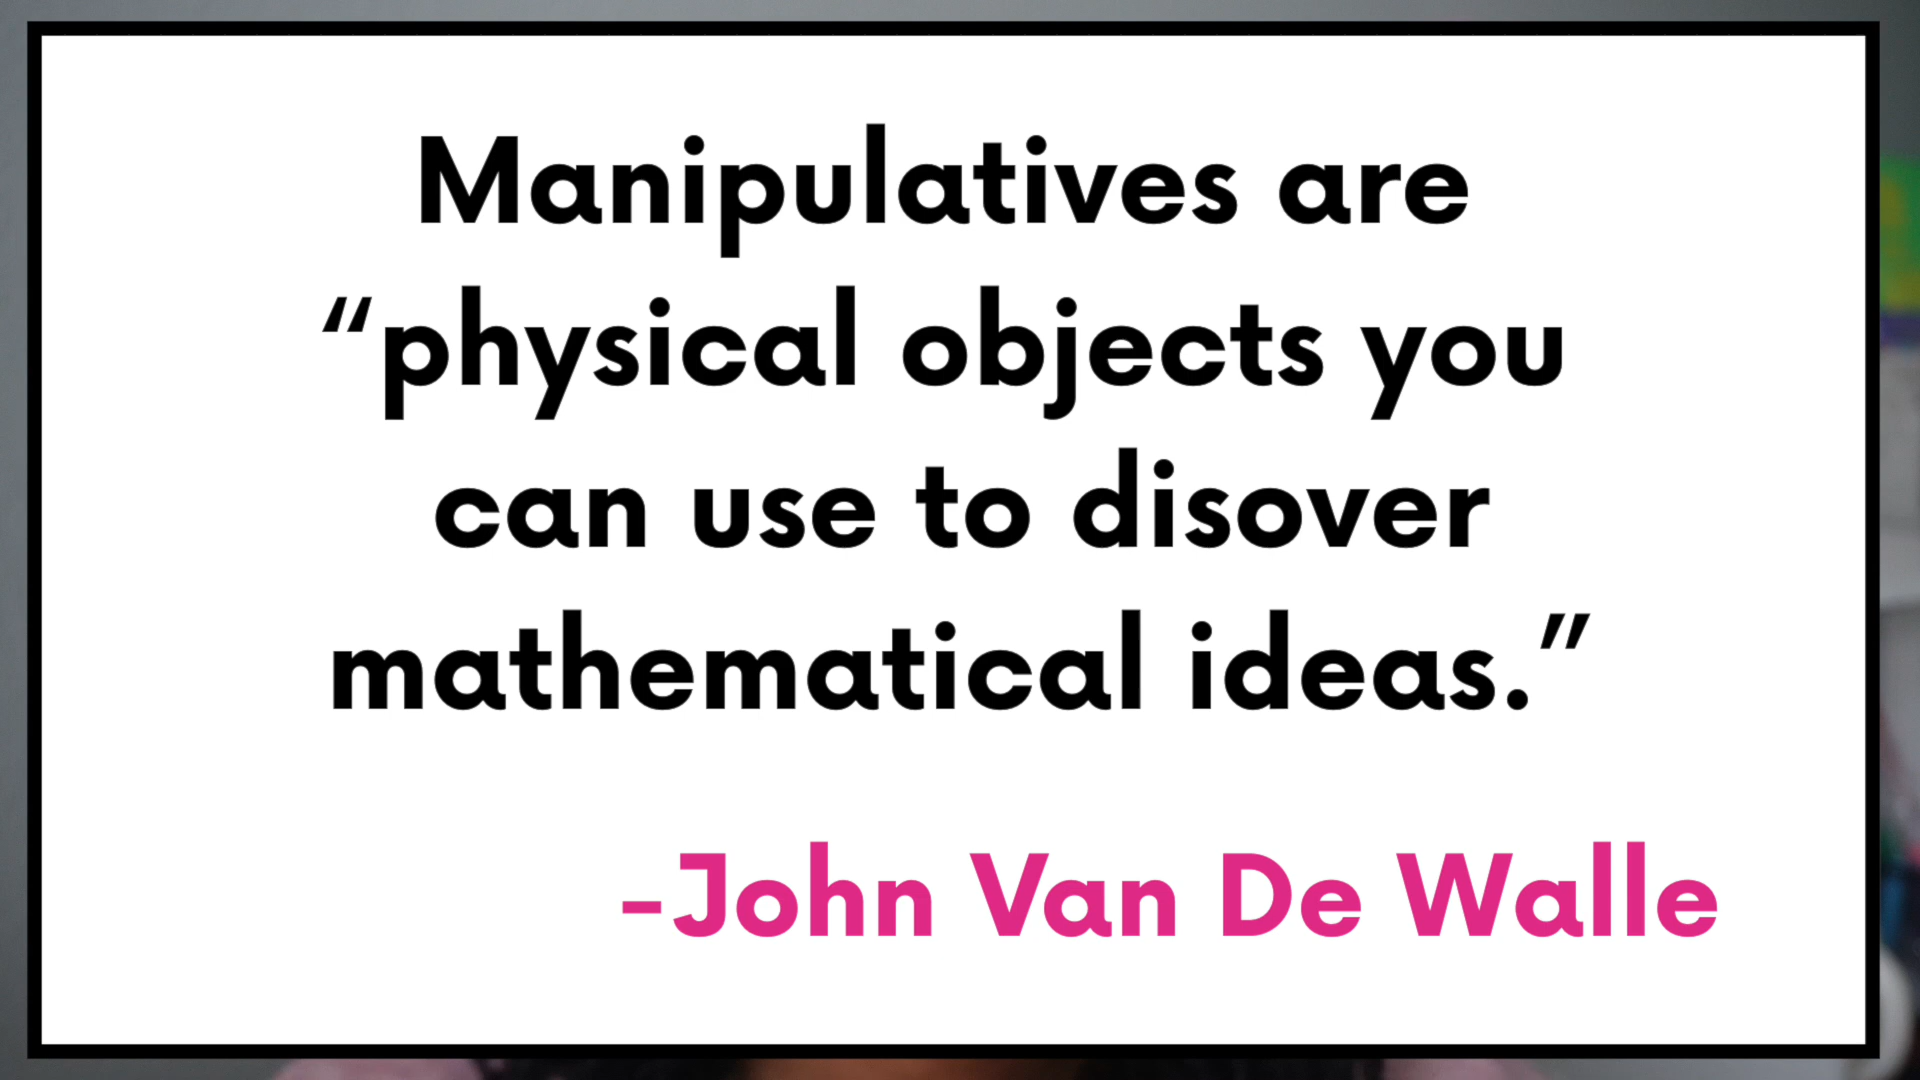 Manipulatives are
“physical objects you
can use to disover
mathematical ideas.”
-John Van De Walle